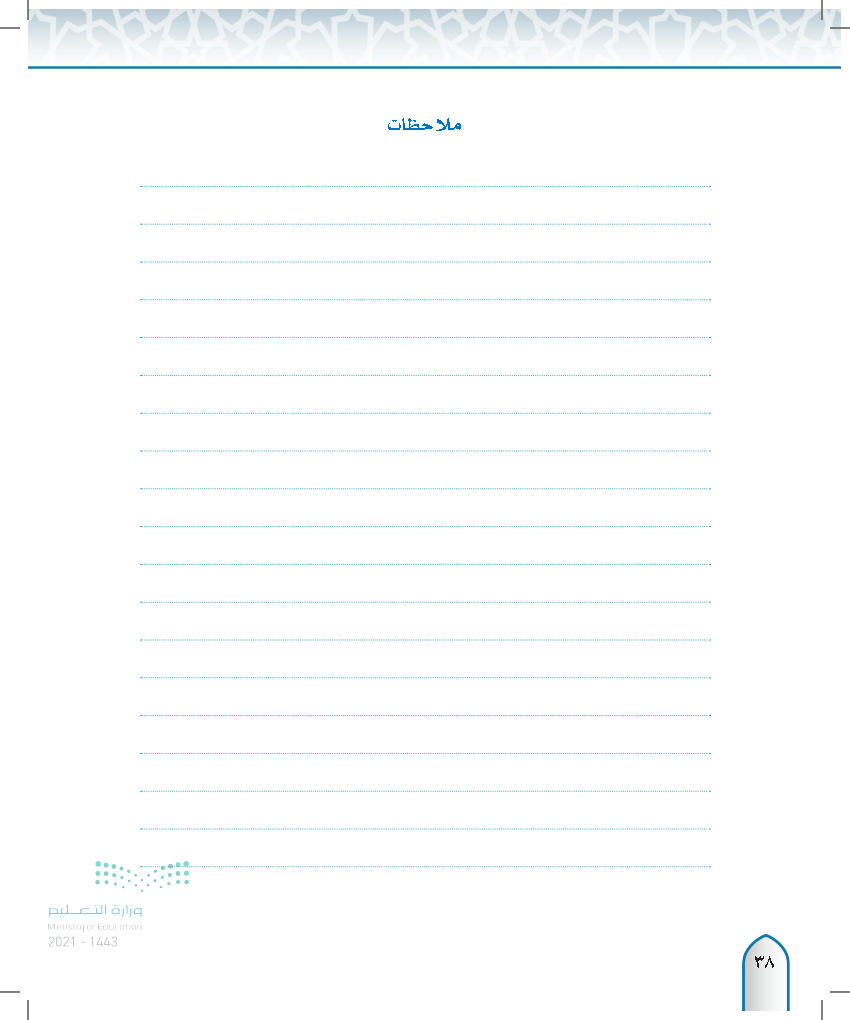 ملاحظات
وزارة التعليم
Ministry of Education
2021 - 1443
٣٨